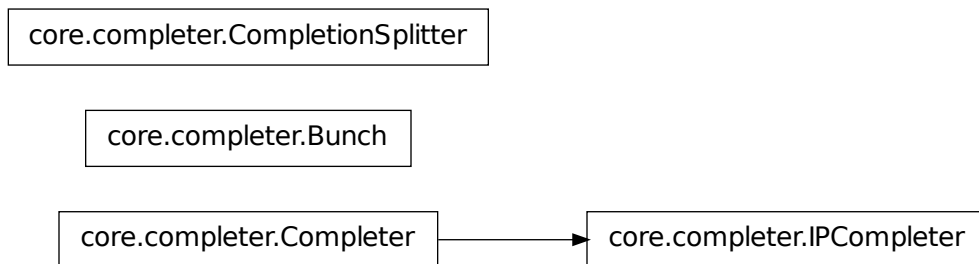 core.completer.CompletionSplitter
core.completer.Bunch
core.completer.Completer
core.completer.IPCompleter